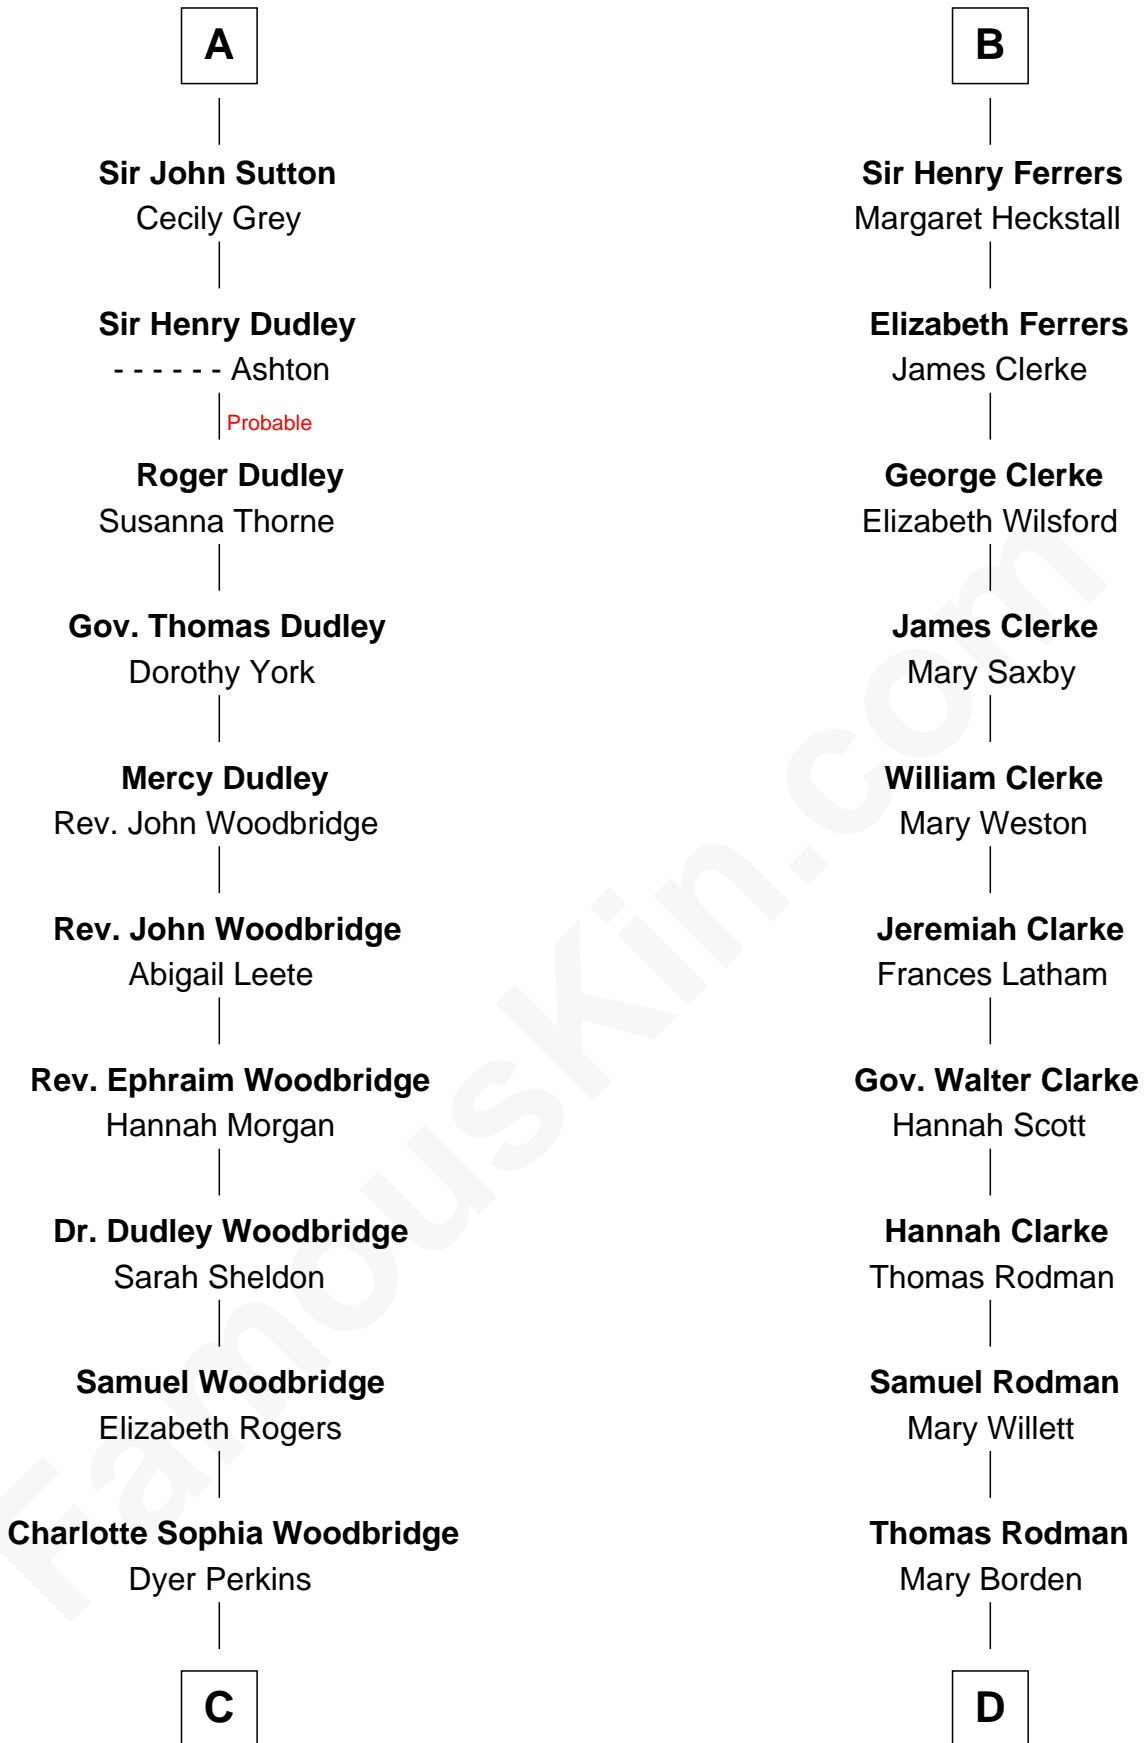 A
Sir John Sutton
Cecily Grey
Sir Henry Dudley
- - - - - - Ashton
Probable
Roger Dudley
Susanna Thorne
Gov. Thomas Dudley
Dorothy York
Mercy Dudley
Rev. John Woodbridge
Rev. John Woodbridge
Abigail Leete
Rev. Ephraim Woodbridge
Hannah Morgan
Dr. Dudley Woodbridge
Sarah Sheldon
Samuel Woodbridge
Elizabeth Rogers
Charlotte Sophia Woodbridge
Dyer Perkins
C
B
Sir Henry Ferrers
Margaret Heckstall
Elizabeth Ferrers
James Clerke
George Clerke
Elizabeth Wilsford
James Clerke
Mary Saxby
William Clerke
Mary Weston
Jeremiah Clarke
Frances Latham
Gov. Walter Clarke
Hannah Scott
Hannah Clarke
Thomas Rodman
Samuel Rodman
Mary Willett
Thomas Rodman
Mary Borden
D
FamousKin.com